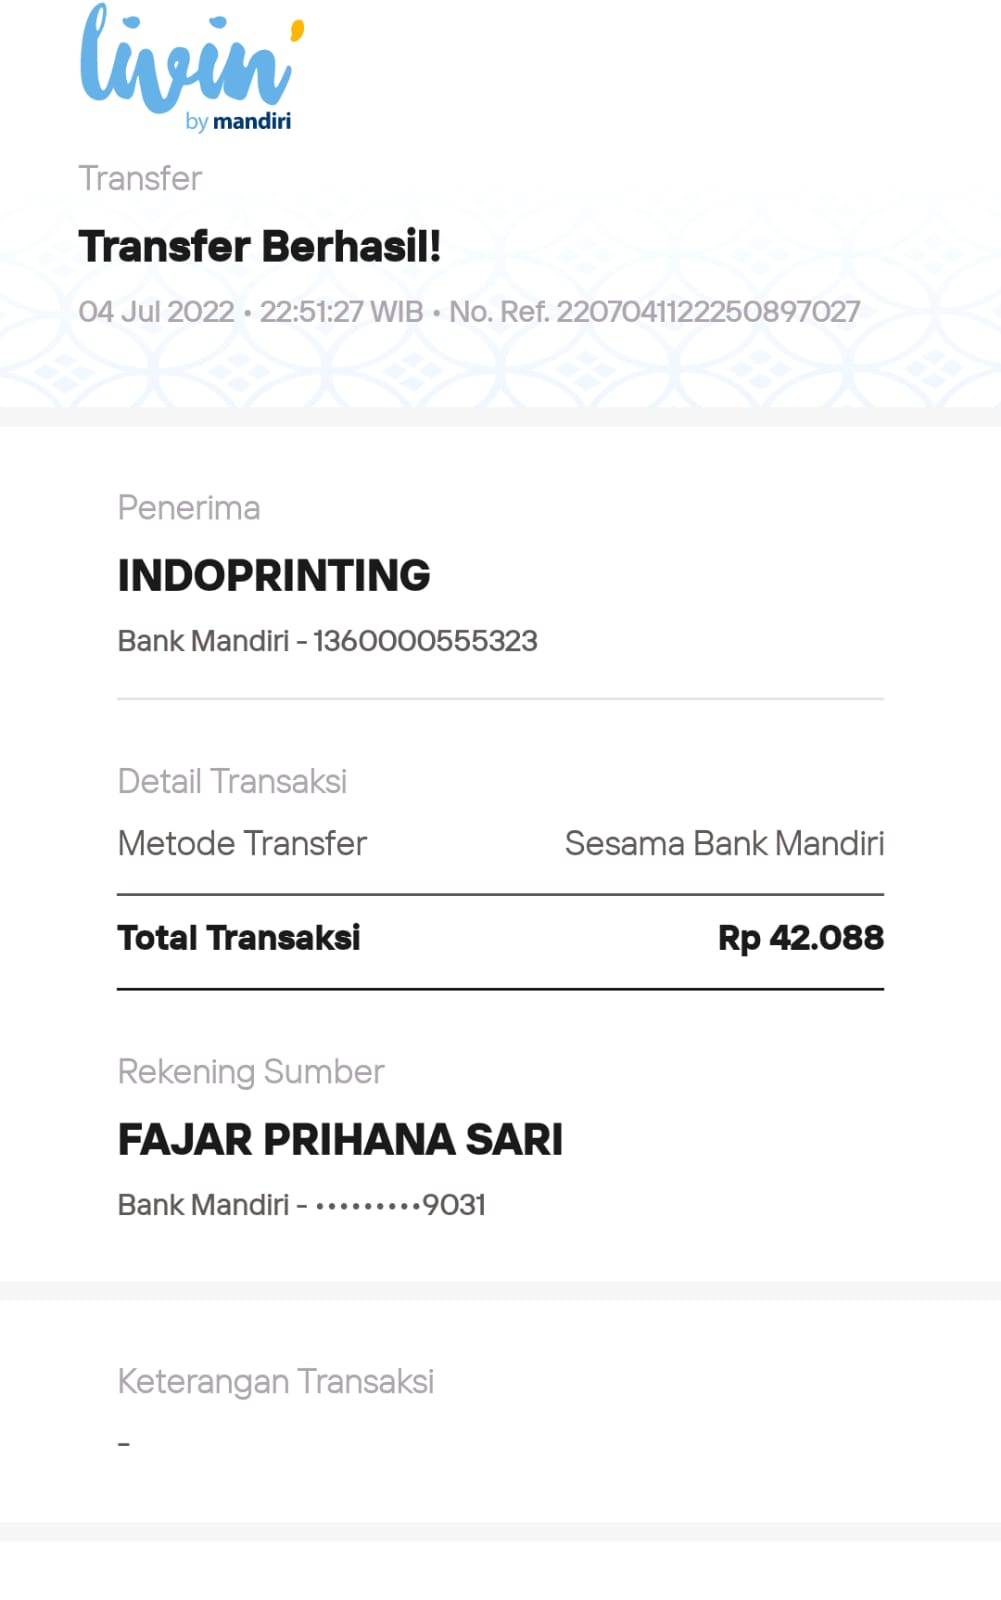 livin'
by mandiri
Transfer
Transfer Berhasil!
04 Jul 2022 • 22:51:27 WIB • No. Ref. 2207041122250897027
Penerima
INDOPRINTING
Bank Mandiri - 1360000555323
Detail Transaksi
Metode Transfer Sesama Bank Mandiri
Total Transaksi Rp 42.088
Rekening Sumber
FAJAR PRIHANA SARI
Bank Mandiri - •••••••••9031
Keterangan Transaksi
-